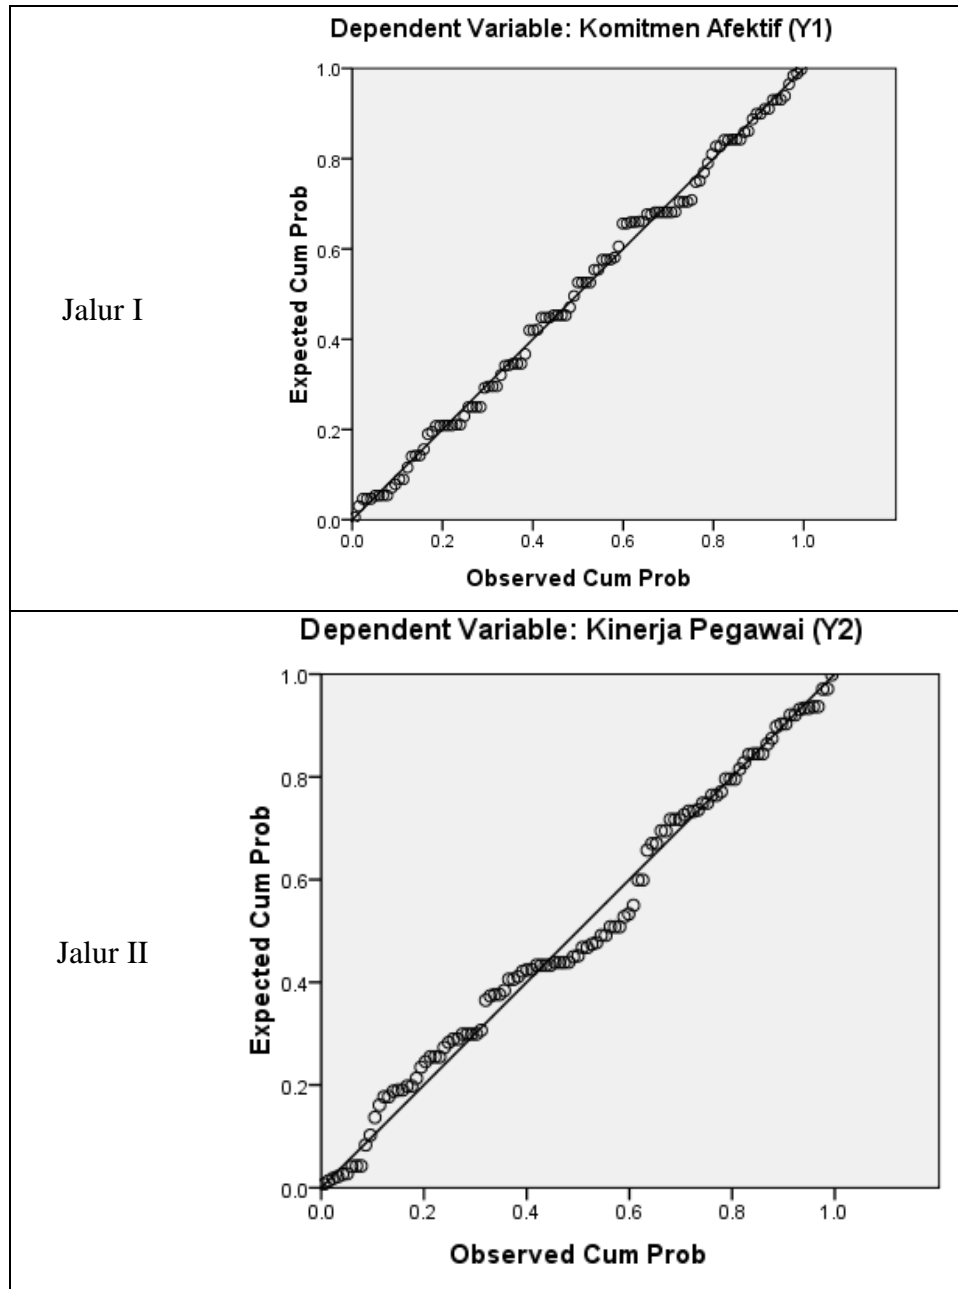 Dependent Variable: Komitmen Afektif (Y1)
Jalur I
Expected Cum Prob
1.0
0.8
0.6
0.4
0.2
0.0
0.0 0.2 0.4 0.6 0.8 1.0
Observed Cum Prob
Dependent Variable: Kinerja Pegawai (Y2)
Jalur II
Expected Cum Prob
1.0
0.8
0.6
0.4
0.2
0.0
0.0 0.2 0.4 0.6 0.8 1.0
Observed Cum Prob